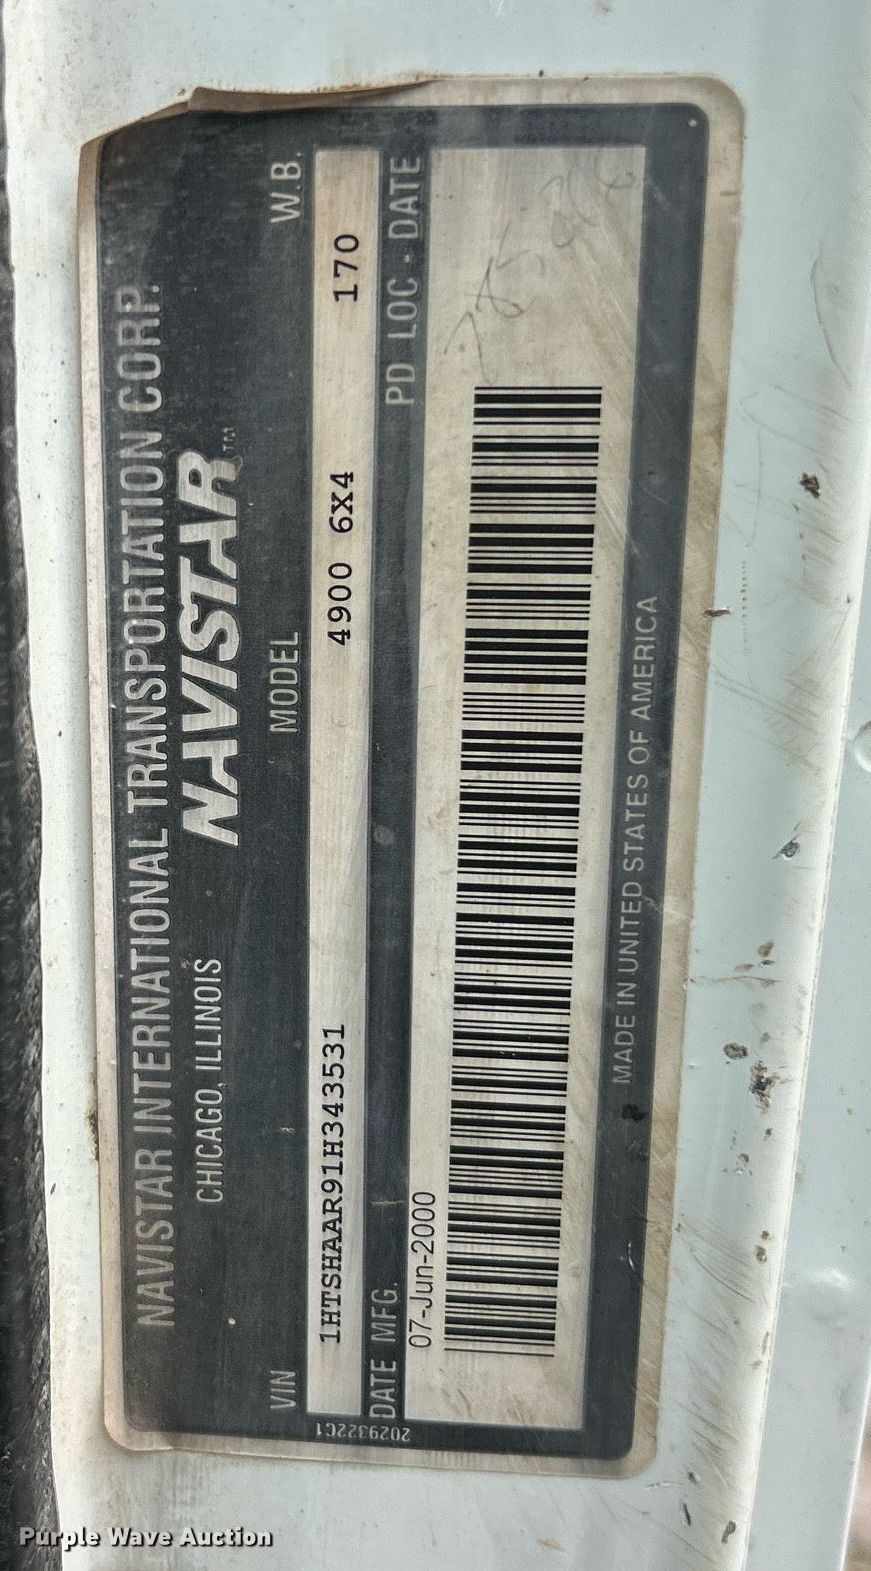 NAVISTAR INTERNATIONAL TRANSPORTATION CORP.
CHICAGO, ILLINOIS
NAVISTAR™
VIN MODEL W.B.
1HTSHAAR91H343531 4900 6X4 170
DATE MFG. PD LOC - DATE
07-Jun-2000
MADE IN UNITED STATES OF AMERICA
2029322C1
Purple Wave Auction